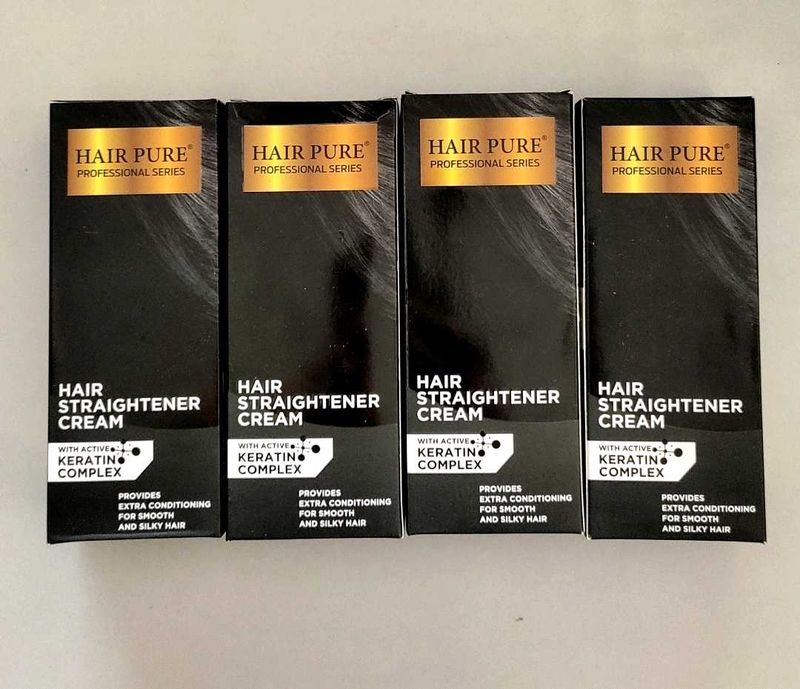 HAIR PURE®
PROFESSIONAL SERIES
HAIR
STRAIGHTENER
CREAM
WITH ACTIVE
KERATIN
COMPLEX
PROVIDES
EXTRA CONDITIONING
FOR SMOOTH
AND SILKY HAIR
HAIR PURE®
PROFESSIONAL SERIES
HAIR
STRAIGHTENER
CREAM
WITH ACTIVE
KERATIN
COMPLEX
PROVIDES
EXTRA CONDITIONING
FOR SMOOTH
AND SILKY HAIR
HAIR PURE®
PROFESSIONAL SERIES
HAIR
STRAIGHTENER
CREAM
WITH ACTIVE
KERATIN
COMPLEX
PROVIDES
EXTRA CONDITIONING
FOR SMOOTH
AND SILKY HAIR
HAIR PURE®
PROFESSIONAL SERIES
HAIR
STRAIGHTENER
CREAM
WITH ACTIVE
KERATIN
COMPLEX
PROVIDES
EXTRA CONDITIONING
FOR SMOOTH
AND SILKY HAIR